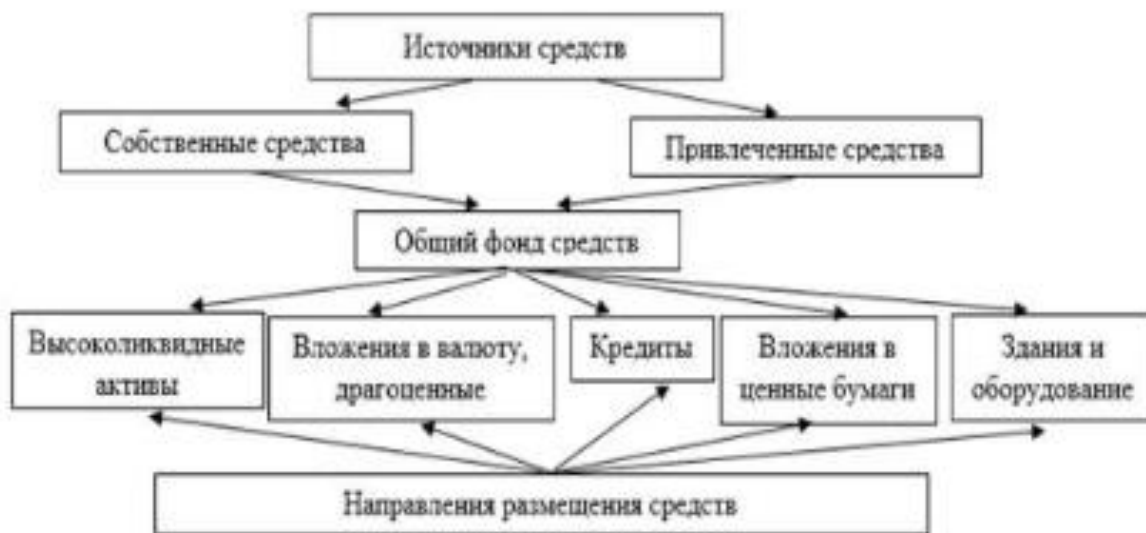 Источники средств
Собственные средства
Привлеченные средства
Общий фонд средств
Высоколиквидные
активы
Вложения в валюту,
драгоценные
Кредиты
Вложения в
ценные бумаги
Здания и
оборудование
Направления размещения средств